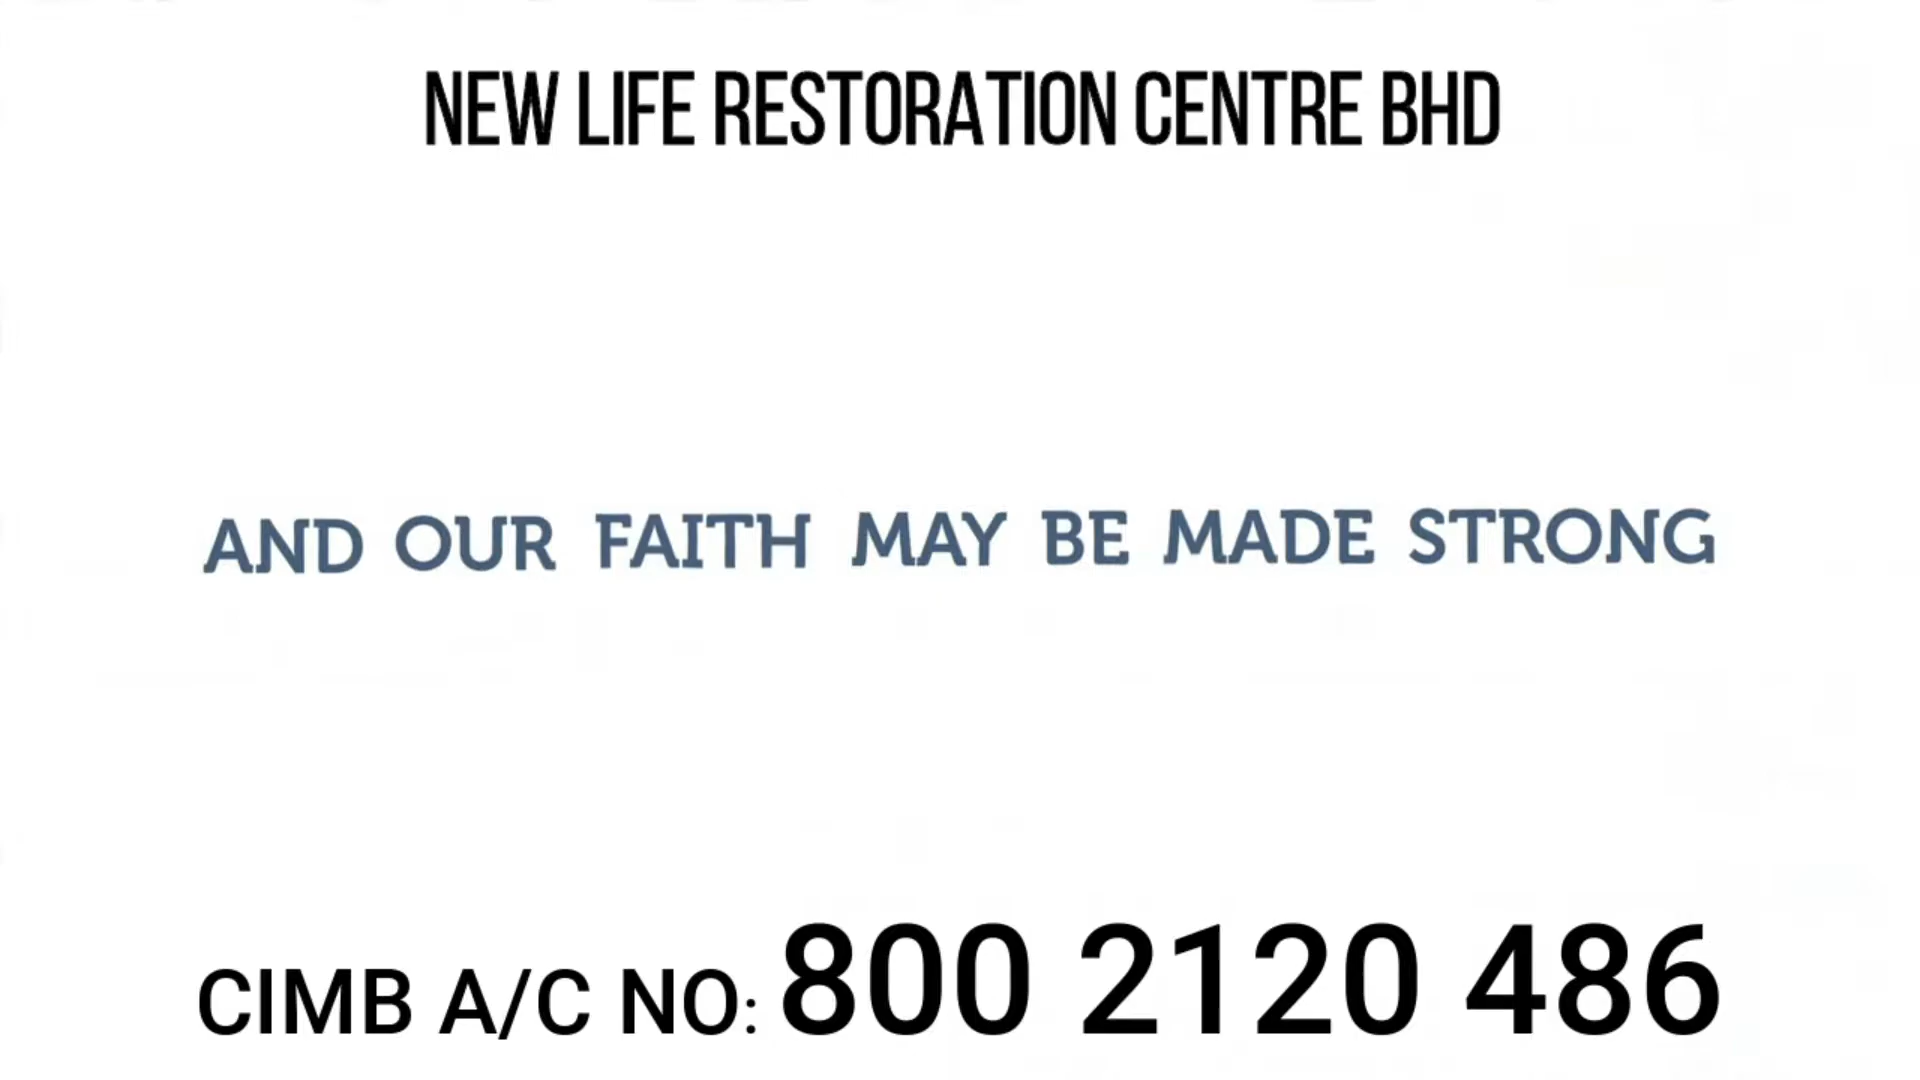 NEW LIFE RESTORATION CENTRE BHD
AND OUR FAITH MAY BE MADE STRONG
CIMB A/C NO: 800 2120 486